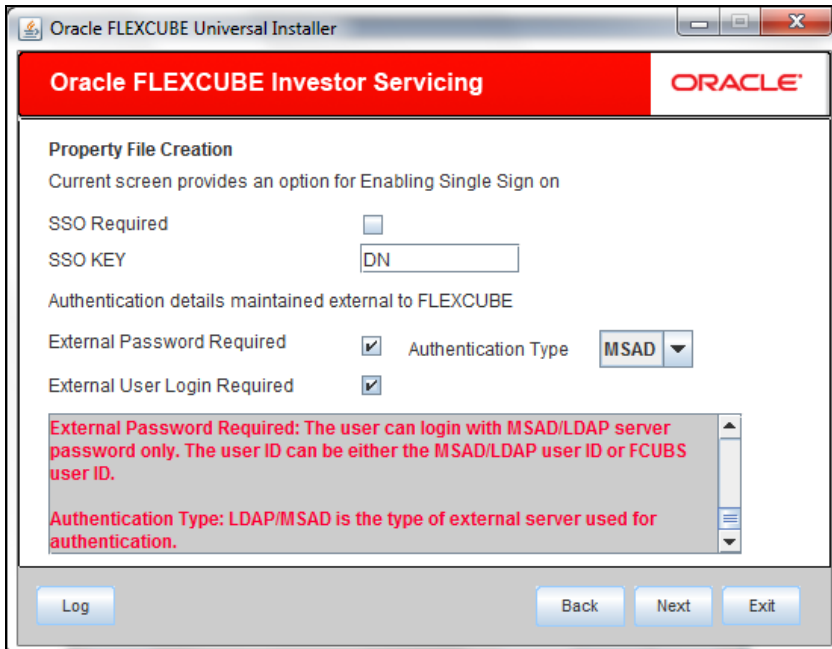 Oracle FLEXCUBE Universal Installer
Oracle FLEXCUBE Investor Servicing
ORACLE
Property File Creation
Current screen provides an option for Enabling Single Sign on
SSO Required
SSO KEY DN
Authentication details maintained external to FLEXCUBE
External Password Required Authentication Type MSAD
External User Login Required
External Password Required: The user can login with MSAD/LDAP server
password only. The user ID can be either the MSAD/LDAP user ID or FCUBS
user ID.
Authentication Type: LDAP/MSAD is the type of external server used for
authentication.
Log Back Next Exit